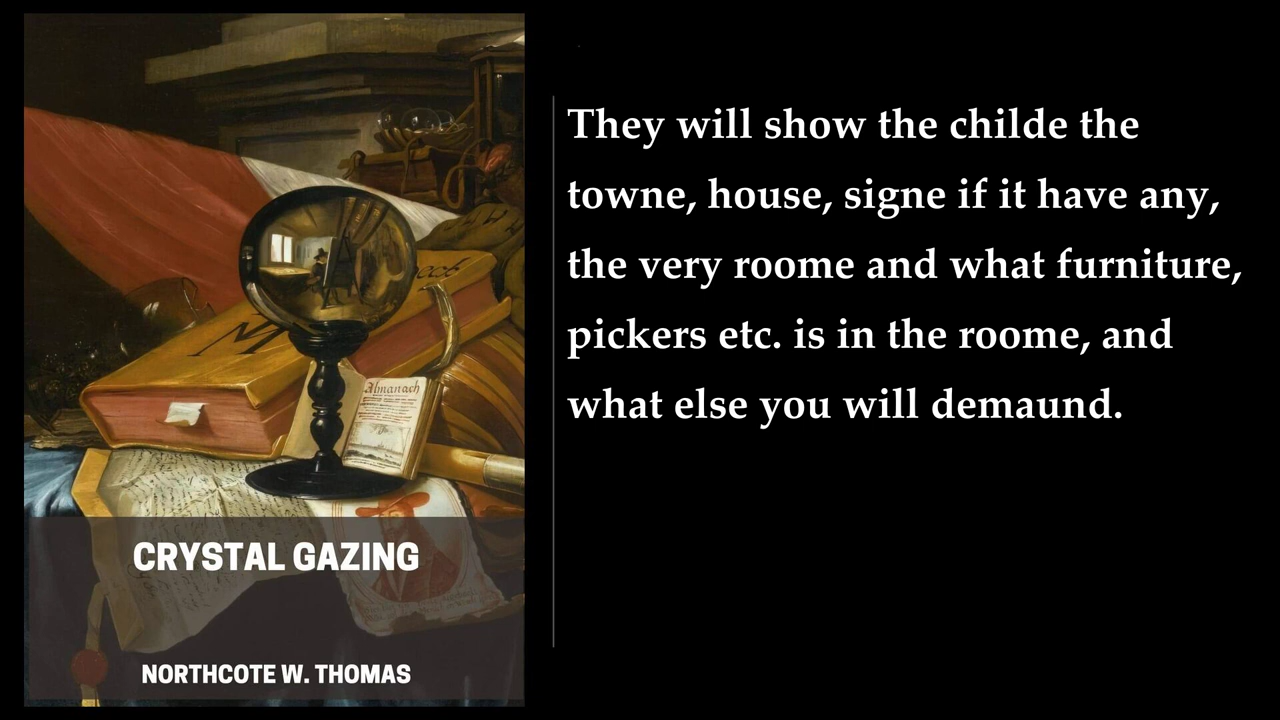 They will show the childe the
towne, house, signe if it have any,
the very roome and what furniture,
pickers etc. is in the roome, and
what else you will demaund.
M
Almanach
CRYSTAL GAZING
NORTHCOTE W. THOMAS